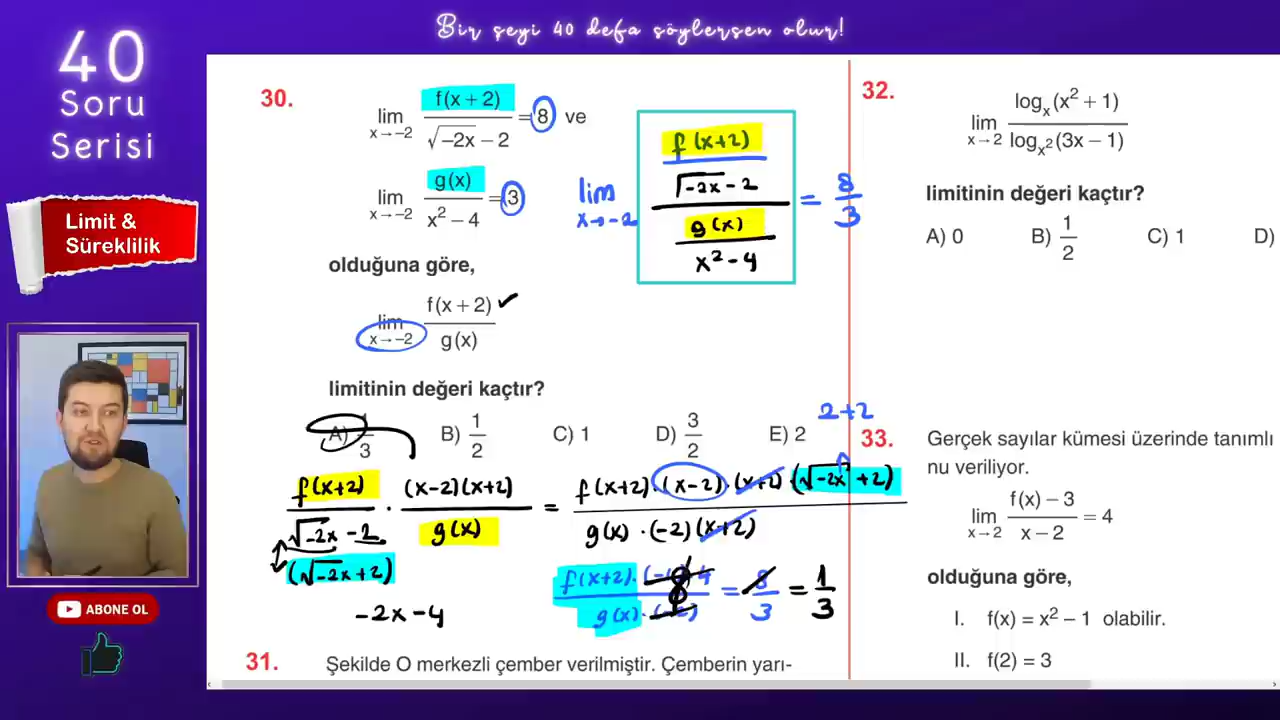 Bir şeyi 40 defa söylersen olur!
40
Soru
Serisi
Limit &
Süreklilik
ABONE OL
30.
lim x→-2 f(x + 2) / (√-2x - 2) = 8 ve
lim x→-2 g(x) / (x² - 4) = 3
olduğuna göre,
lim x→-2 f(x + 2) / g(x) ✓
limitinin değeri kaçtır?
A) 1/3 B) 1/2 C) 1 D) 3/2 E) 2
lim x→-2 (f(x+2) / (√-2x - 2)) / (g(x) / (x² - 4)) = 8/3
2+2
f(x+2) / (√-2x - 2) · (x-2)(x+2) / g(x) = f(x+2)·(x-2)·(x+2)·(√-2x + 2) / g(x)·(-2)(x+2)
(√-2x + 2)
-2x - 4
f(x+2)·(-4) 4 / g(x)·(-2) = 8/3 = 1/3
8
31. Şekilde O merkezli çember verilmiştir. Çemberin yarı-
32.
lim x→2 logₓ(x² + 1) / logₓ²(3x - 1)
limitinin değeri kaçtır?
A) 0 B) 1/2 C) 1 D)
33. Gerçek sayılar kümesi üzerinde tanımlı
nu veriliyor.
lim x→2 (f(x) - 3) / (x - 2) = 4
olduğuna göre,
I. f(x) = x² - 1 olabilir.
II. f(2) = 3